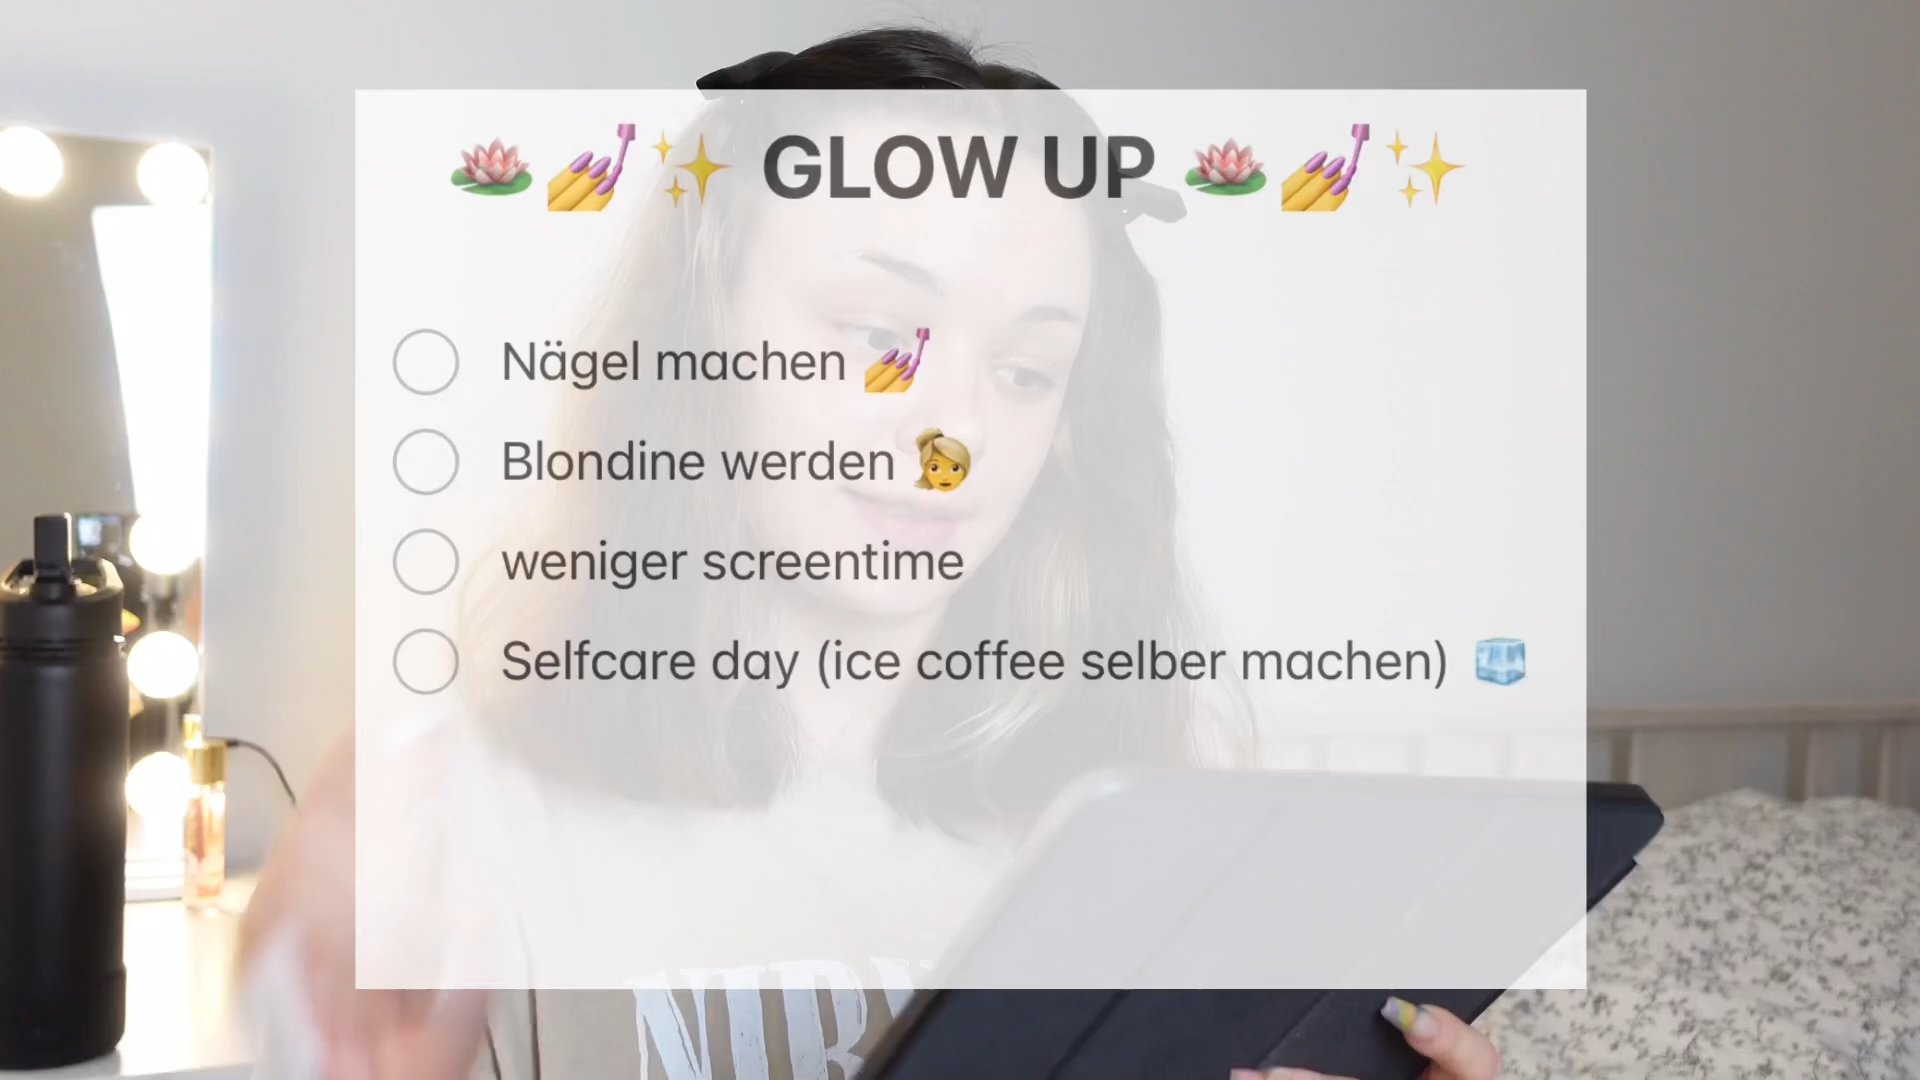 🪷💅✨ GLOW UP 🪷💅✨
Nägel machen 💅
Blondine werden 👱‍♀️
weniger screentime
Selfcare day (ice coffee selber machen) 🧊